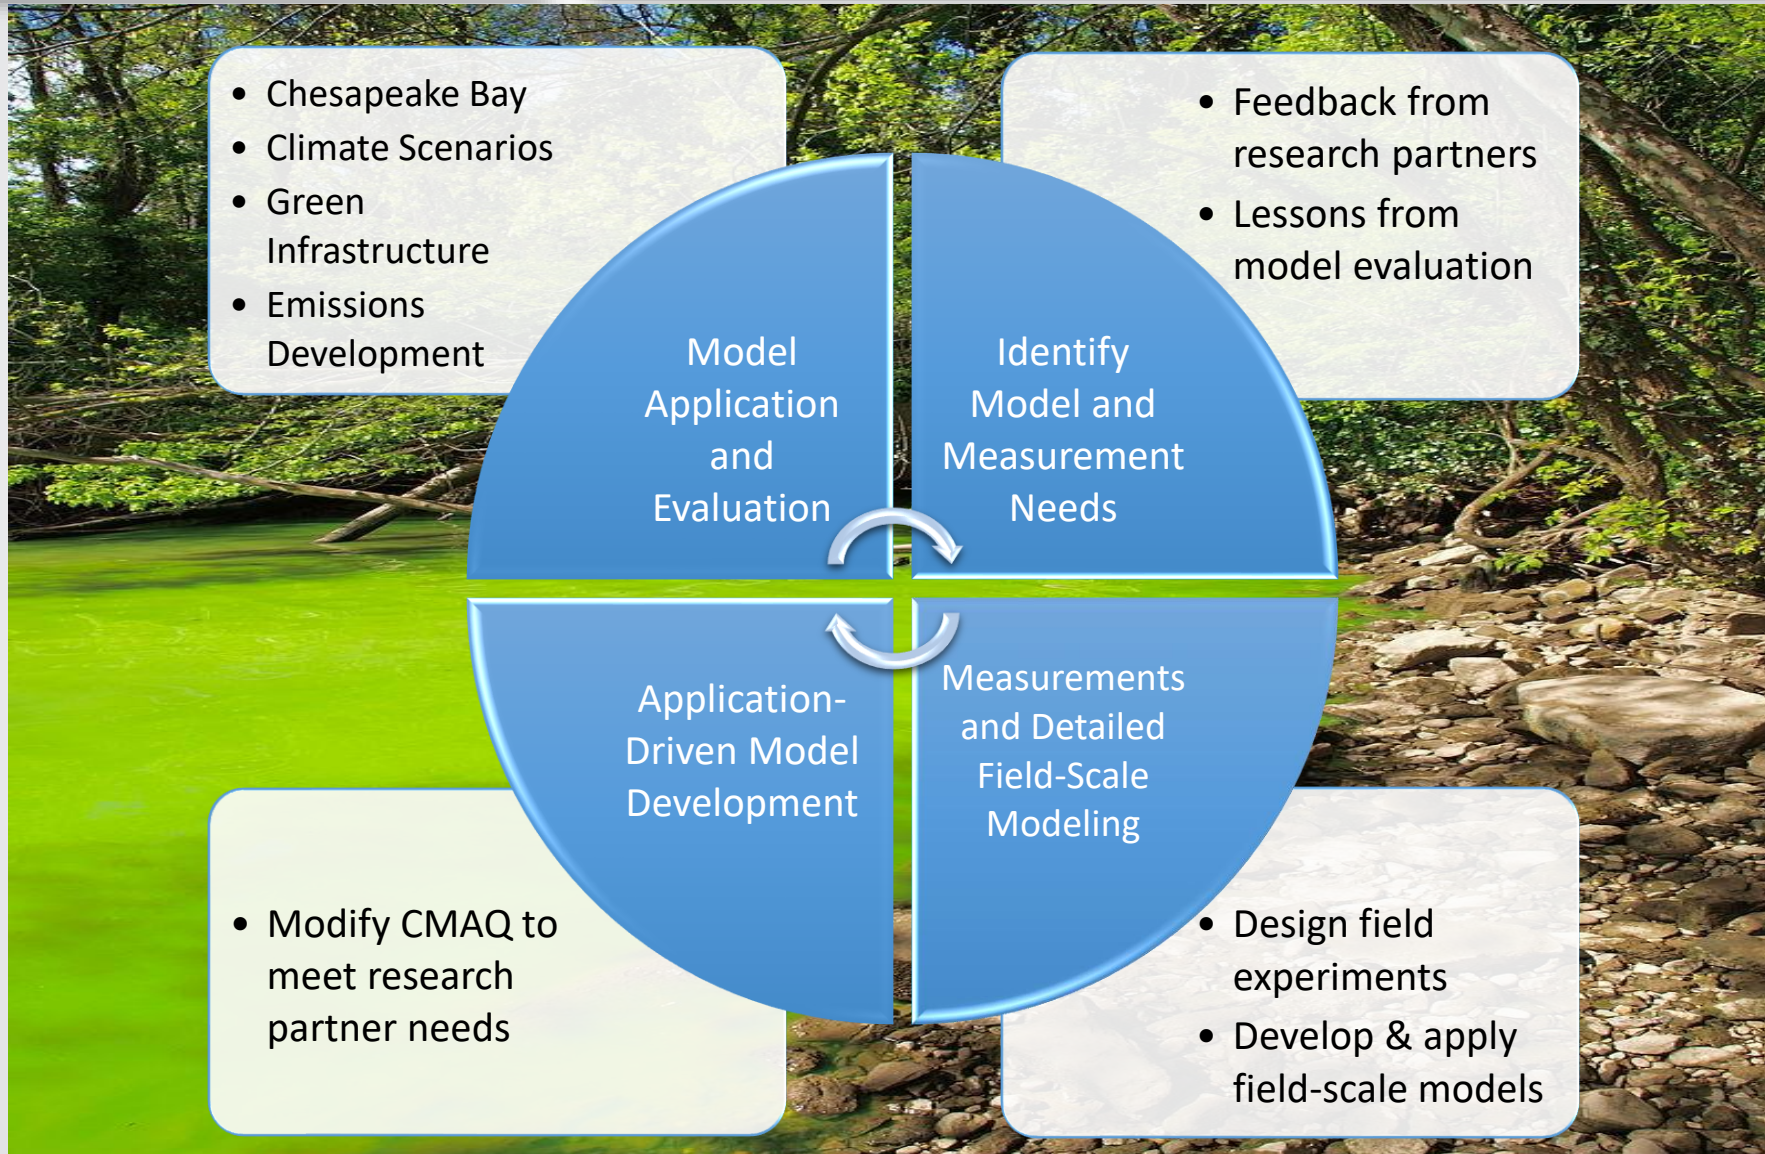 • Chesapeake Bay
• Climate Scenarios
• Green
Infrastructure
• Emissions
Development
• Feedback from
research partners
• Lessons from
model evaluation
Model
Application
and
Evaluation
Identify
Model and
Measurement
Needs
Application-
Driven Model
Development
Measurements
and Detailed
Field-Scale
Modeling
• Modify CMAQ to
meet research
partner needs
• Design field
experiments
• Develop & apply
field-scale models